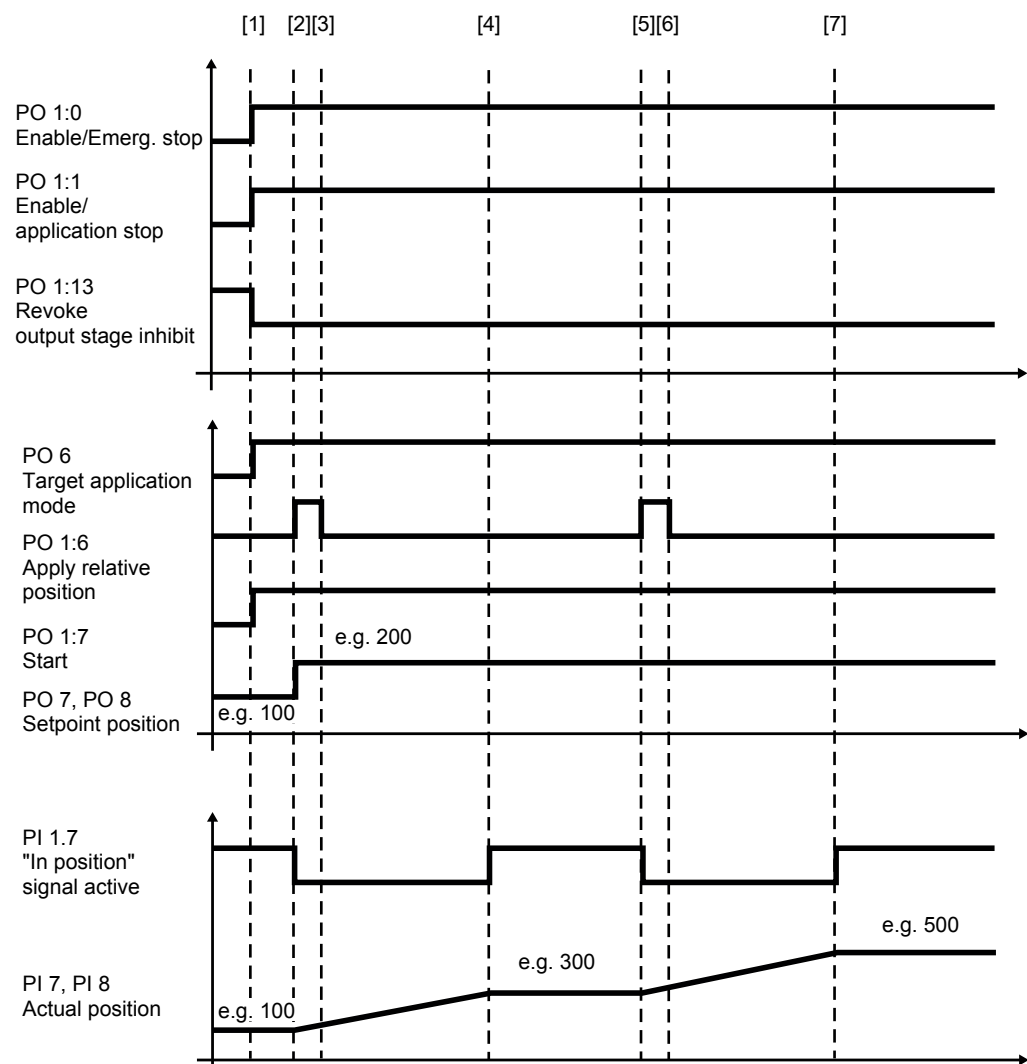 [1] [2][3] [4] [5][6] [7]
PO 1:0
Enable/Emerg. stop
PO 1:1
Enable/
application stop
PO 1:13
Revoke
output stage inhibit
PO 6
Target application
mode
PO 1:6
Apply relative
position
PO 1:7
Start
e.g. 200
PO 7, PO 8
Setpoint position
e.g. 100
PI 1.7
"In position"
signal active
PI 7, PI 8
Actual position
e.g. 100
e.g. 300
e.g. 500